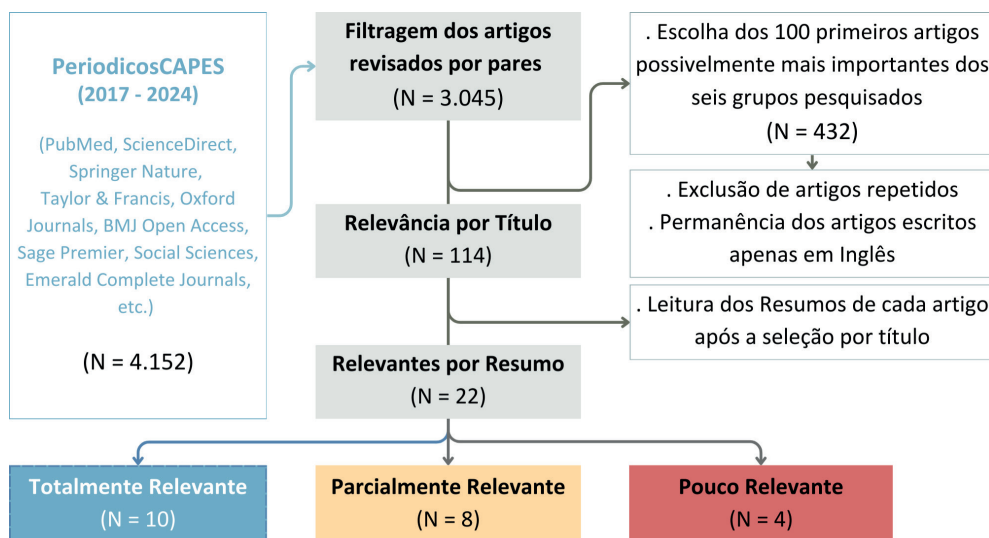 PeriodicosCAPES
(2017 - 2024)
(PubMed, ScienceDirect,
Springer Nature,
Taylor & Francis, Oxford
Journals, BMJ Open Access,
Sage Premier, Social Sciences,
Emerald Complete Journals,
etc.)
(N = 4.152)
Filtragem dos artigos
revisados por pares
(N = 3.045)
. Escolha dos 100 primeiros artigos
possivelmente mais importantes dos
seis grupos pesquisados
(N = 432)
. Exclusão de artigos repetidos
. Permanência dos artigos escritos
apenas em Inglês
Relevância por Título
(N = 114)
. Leitura dos Resumos de cada artigo
após a seleção por título
Relevantes por Resumo
(N = 22)
Totalmente Relevante
(N = 10)
Parcialmente Relevante
(N = 8)
Pouco Relevante
(N = 4)